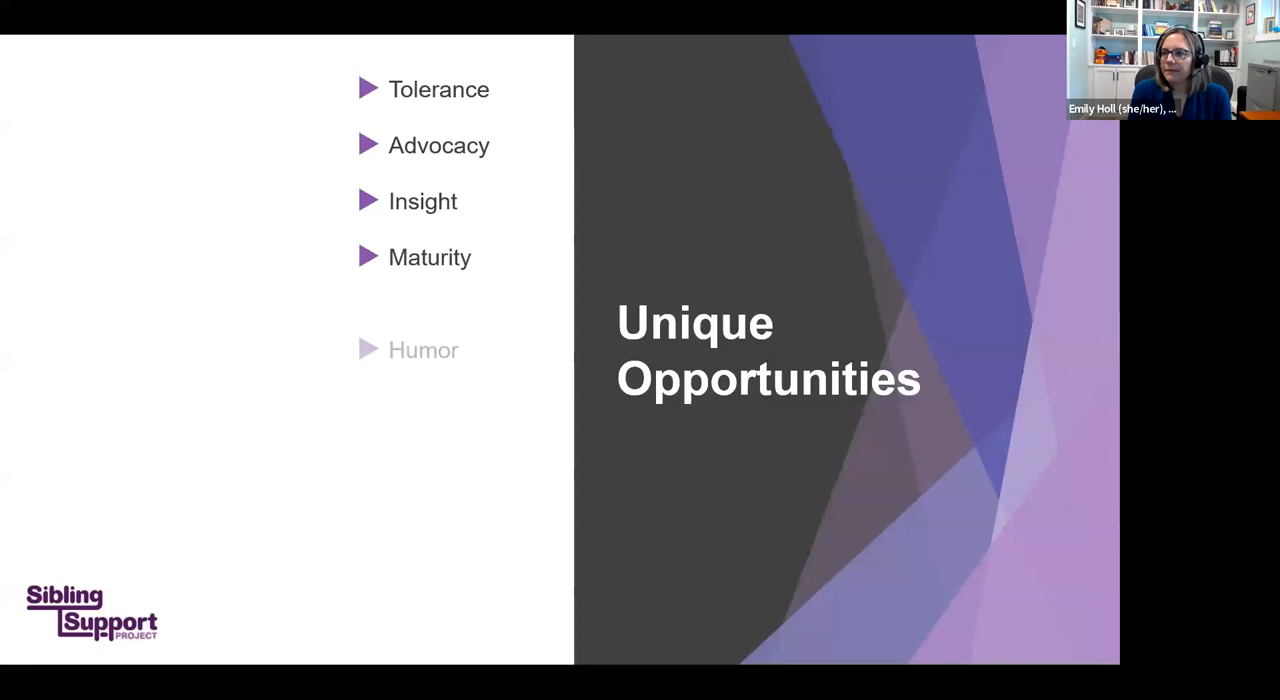 Tolerance
Advocacy
Insight
Maturity
Humor
Unique
Opportunities
Sibling
Support
PROJECT
Emily Holl (she/her), ...